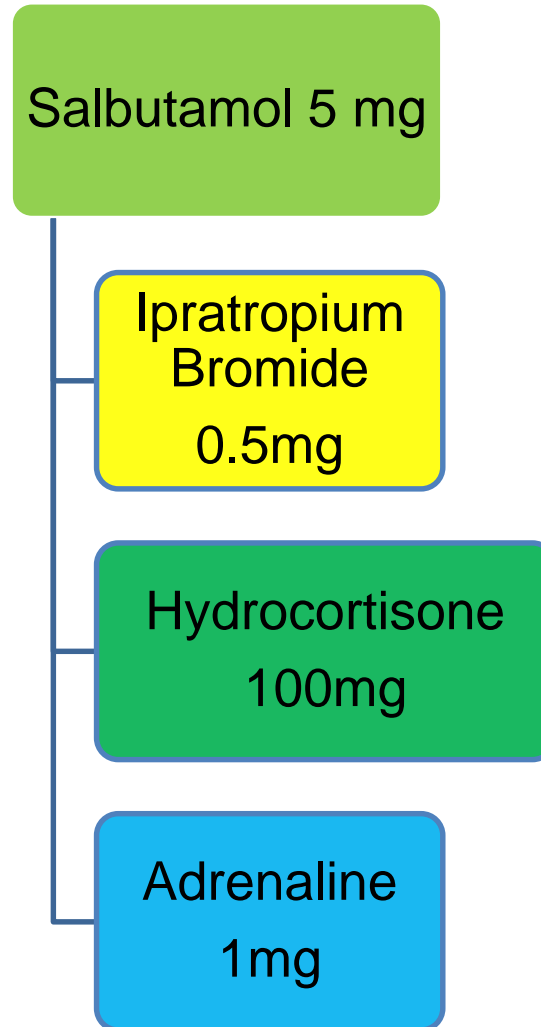 Salbutamol 5 mg
Ipratropium
Bromide
0.5mg
Hydrocortisone
100mg
Adrenaline
1mg